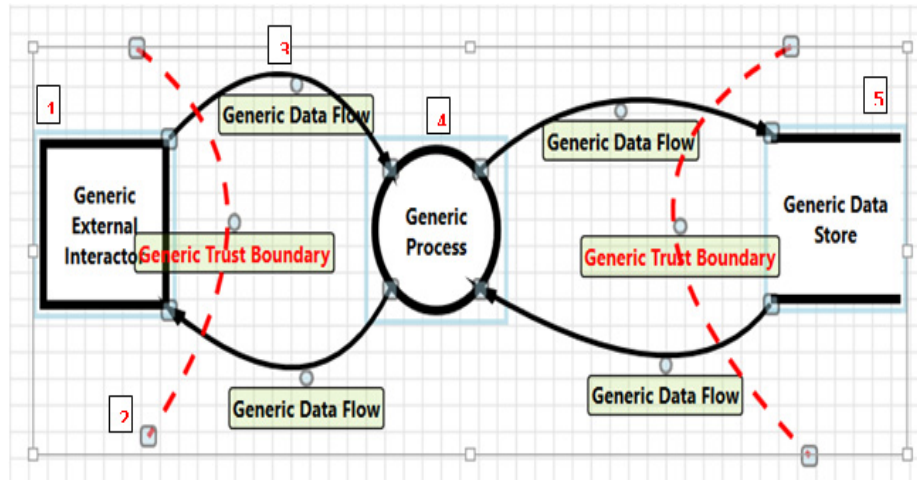 3
1
5
Generic Data Flow
4
Generic Data Flow
Generic
External
Interactor
Generic
Process
Generic Data
Store
Generic Trust Boundary
Generic Trust Boundary
Generic Data Flow
Generic Data Flow
2